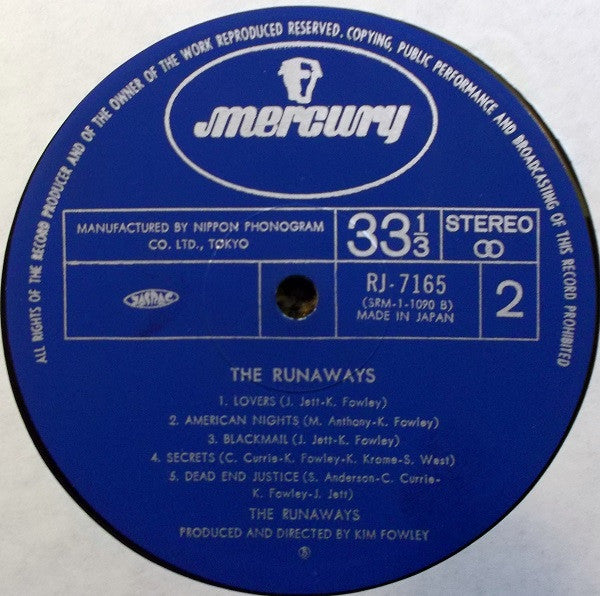 ALL RIGHTS OF THE RECORD PRODUCER AND OF THE OWNER OF THE WORK REPRODUCED RESERVED. COPYING, PUBLIC PERFORMANCE AND BROADCASTING OF THIS RECORD PROHIBITED
mercury
MANUFACTURED BY NIPPON PHONOGRAM
CO. LTD., TOKYO
33 1/3
STEREO
RJ-7165
(SRM-1-1090 B)
MADE IN JAPAN
2
THE RUNAWAYS
1. LOVERS (J. Jett-K. Fowley)
2. AMERICAN NIGHTS (M. Anthony-K. Fowley)
3. BLACKMAIL (J. Jett-K. Fowley)
4. SECRETS (C. Currie-K. Fowley-K. Krome-S. West)
5. DEAD END JUSTICE (S. Anderson-C. Currie-
K. Fowley-J. Jett)
THE RUNAWAYS
PRODUCED AND DIRECTED BY KIM FOWLEY